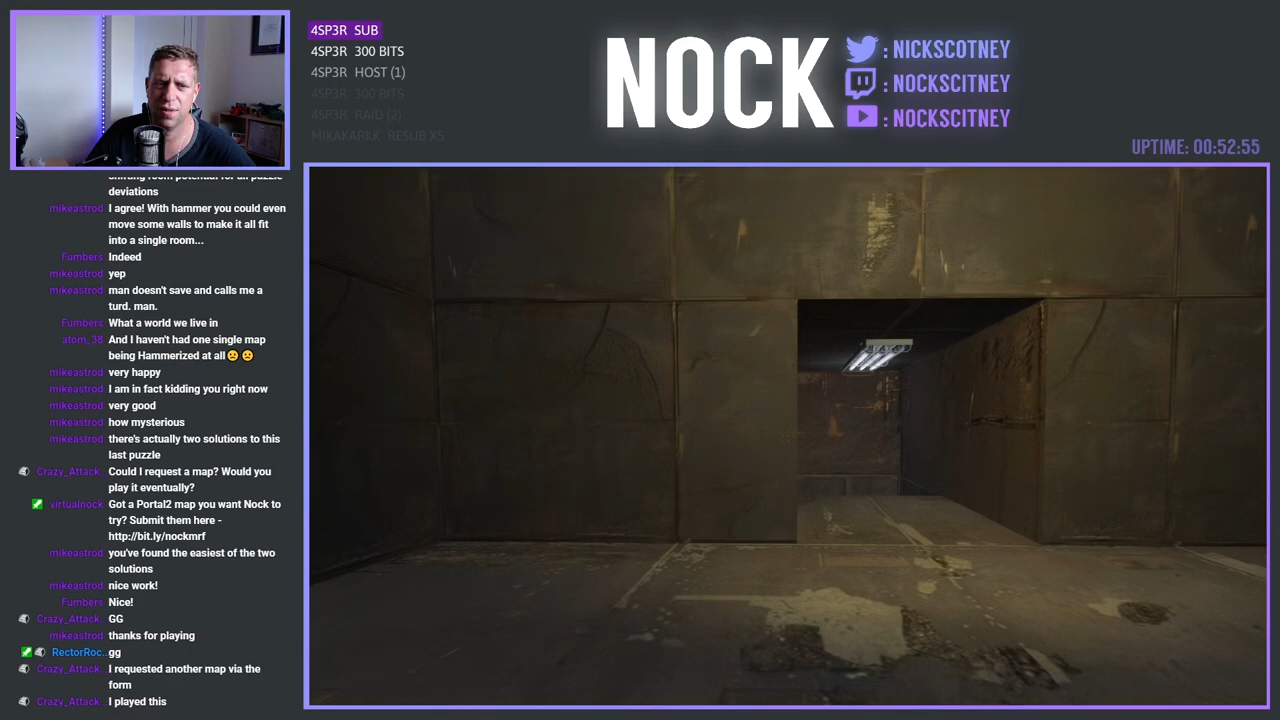 4SP3R SUB
4SP3R 300 BITS
4SP3R HOST (1)
4SP3R 300 BITS
4SP3R RAID (2)
MIKAKARKK RESUB X5
NOCK
: NICKSCOTNEY
: NOCKSCITNEY
: NOCKSCITNEY
UPTIME: 00:52:55
shifting room potential for all puzzle
deviations
mikeastrod I agree! With hammer you could even
move some walls to make it all fit
into a single room...
Fumbers Indeed
mikeastrod yep
mikeastrod man doesn't save and calls me a
turd. man.
Fumbers What a world we live in
atom_38 And I haven't had one single map
being Hammerized at all😟😟
mikeastrod very happy
mikeastrod I am in fact kidding you right now
mikeastrod very good
mikeastrod how mysterious
mikeastrod there's actually two solutions to this
last puzzle
Crazy_Attack.. Could I request a map? Would you
play it eventually?
virtualnock Got a Portal2 map you want Nock to
try? Submit them here -
http://bit.ly/nockmrf
mikeastrod you've found the easiest of the two
solutions
mikeastrod nice work!
Fumbers Nice!
Crazy_Attack.. GG
mikeastrod thanks for playing
RectorRoc.. gg
Crazy_Attack.. I requested another map via the
form
Crazy_Attack.. I played this